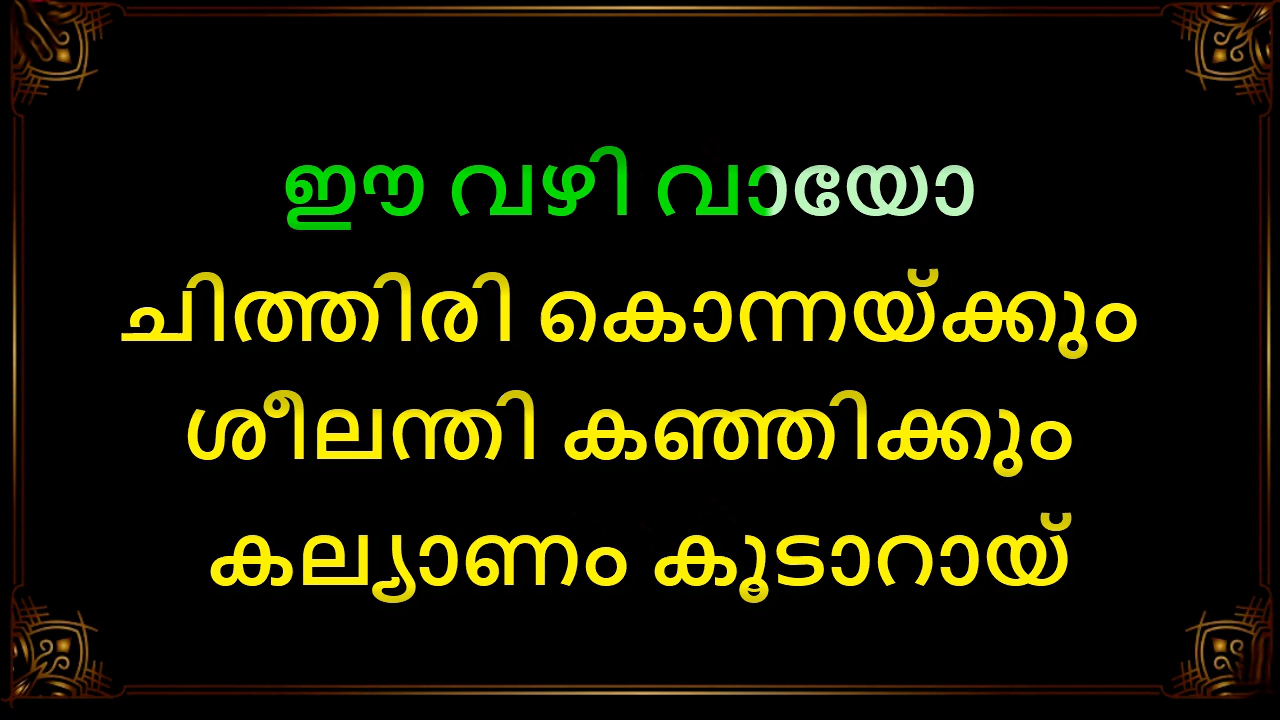 ഈ വഴി വായോ
ചിത്തിരി കൊന്നയ്ക്കും
ശീലന്തി കഞ്ഞിക്കും
കല്യാണം കൂടാറായ്